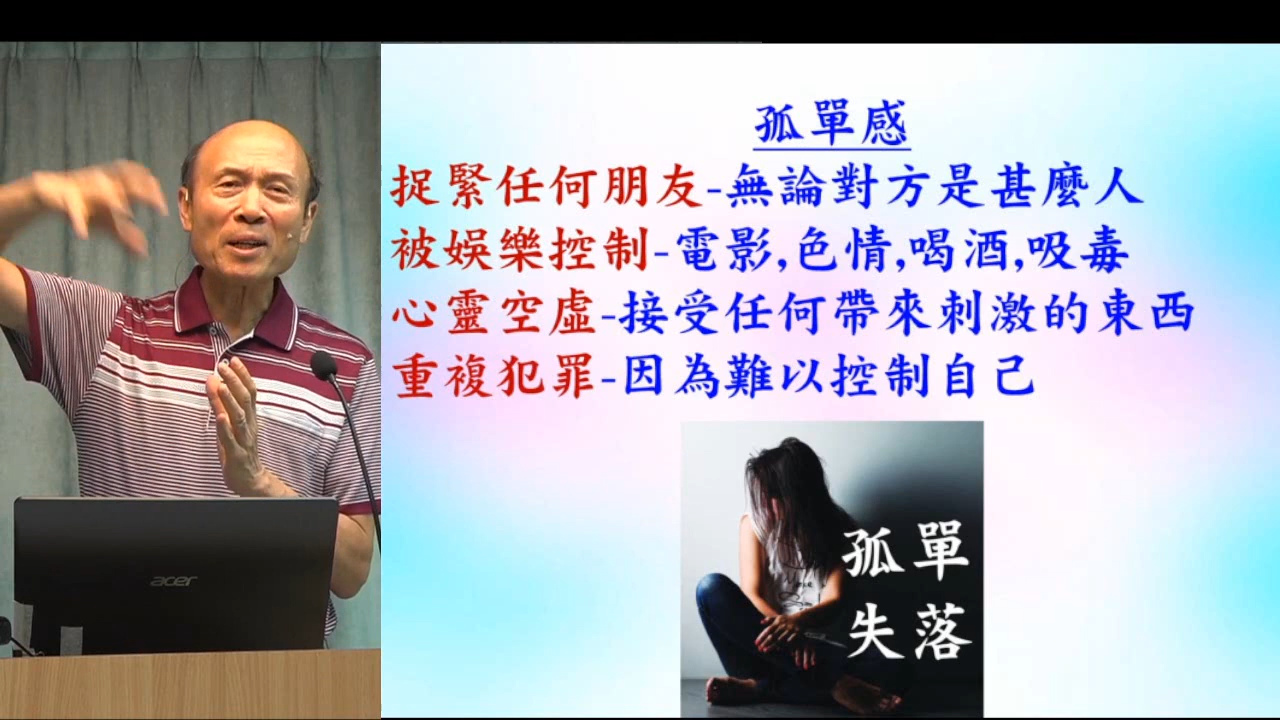 孤單感
捉緊任何朋友-無論對方是甚麼人
被娛樂控制-電影,色情,喝酒,吸毒
心靈空虛-接受任何帶來刺激的東西
重複犯罪-因為難以控制自己
孤單
失落
acer